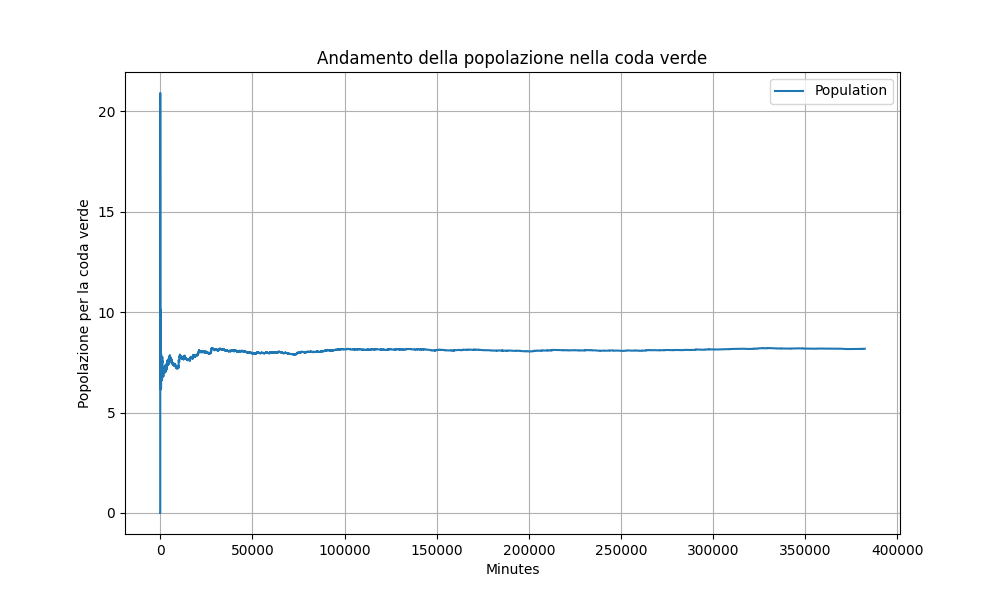 Andamento della popolazione nella coda verde
Population
Popolazione per la coda verde
20
15
10
5
0
0 50000 100000 150000 200000 250000 300000 350000 400000
Minutes